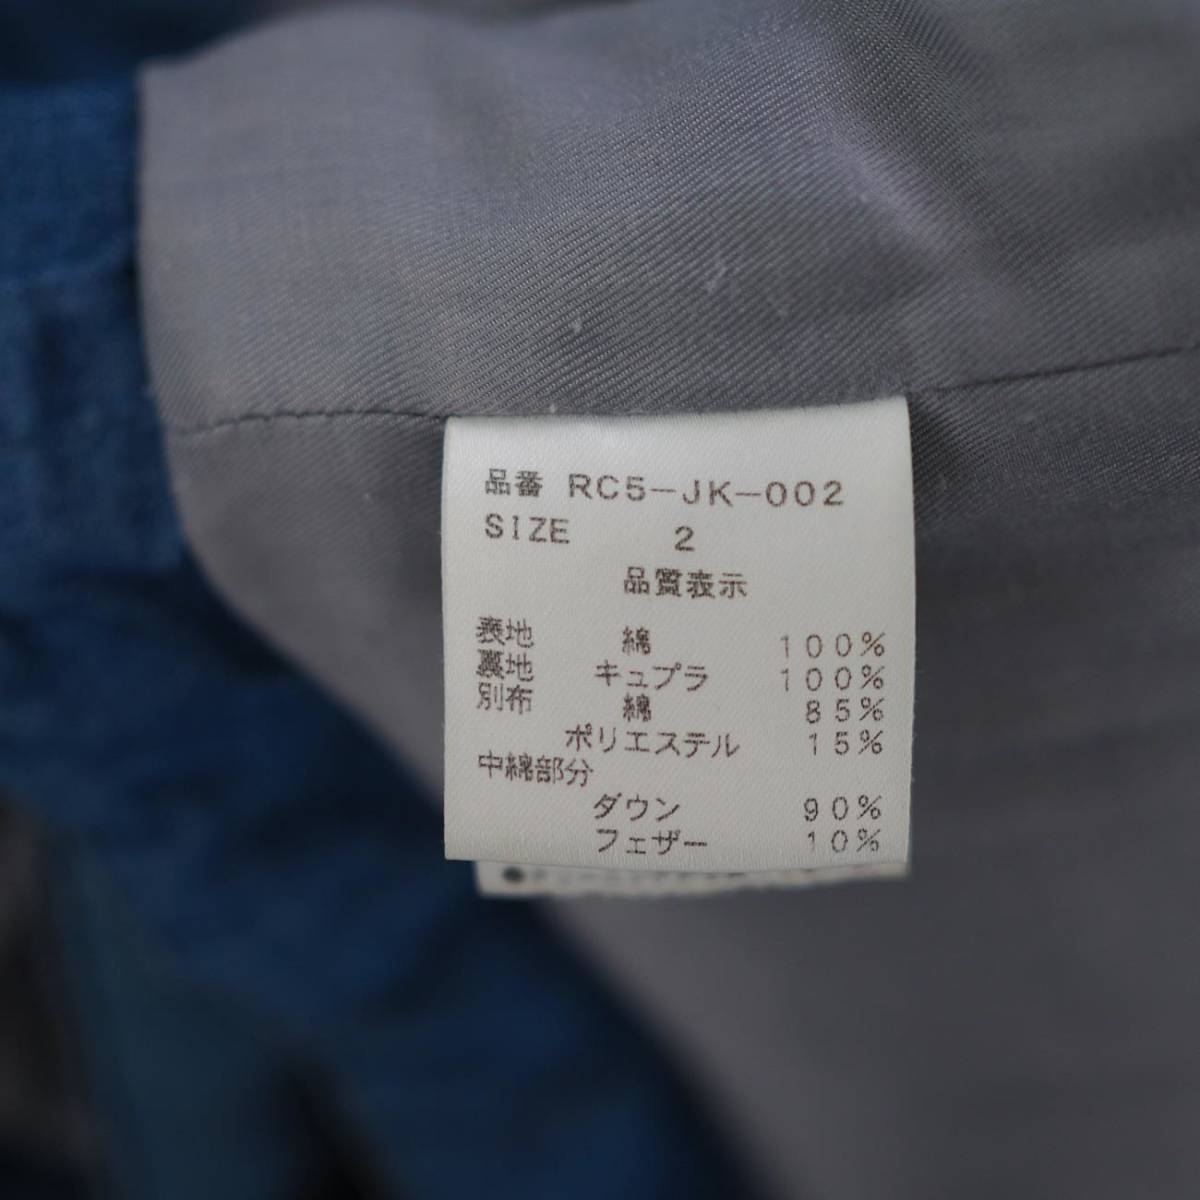 品番 RC5-JK-002
SIZE 2
品質表示
表地 綿 100%
裏地 キュプラ 100%
別布 綿 85%
ポリエステル 15%
中綿部分
ダウン 90%
フェザー 10%